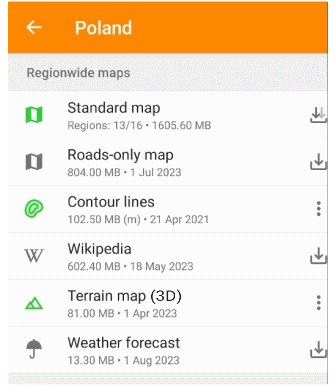 Poland
Regionwide maps
Standard map
Regions: 13/16 • 1605.60 MB
Roads-only map
804.00 MB • 1 Jul 2023
Contour lines
102.50 MB (m) • 21 Apr 2021
Wikipedia
602.40 MB • 18 May 2023
Terrain map (3D)
81.00 MB • 1 Apr 2023
Weather forecast
13.30 MB • 1 Aug 2023